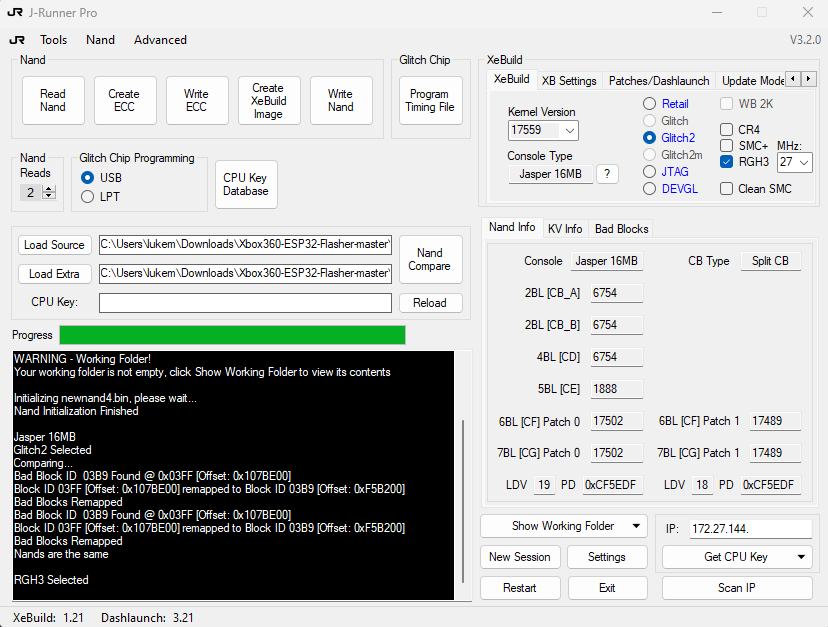 JR J-Runner Pro
JR Tools Nand Advanced V3.2.0
Nand
Read Nand
Create ECC
Write ECC
Create XeBuild Image
Write Nand
Glitch Chip
Program Timing File
Nand Reads
2
Glitch Chip Programming
USB
LPT
CPU Key Database
XeBuild
XeBuild XB Settings Patches/Dashlaunch Update Mode
Kernel Version
17559
Console Type
Jasper 16MB ?
Retail
Glitch
Glitch2
Glitch2m
JTAG
DEVGL
WB 2K
CR4
SMC+ MHz:
RGH3 27
Clean SMC
Load Source C:\Users\lukem\Downloads\Xbox360-ESP32-Flasher-master\
Load Extra C:\Users\lukem\Downloads\Xbox360-ESP32-Flasher-master\
Nand Compare
CPU Key:
Reload
Progress
WARNING - Working Folder!
Your working folder is not empty, click Show Working Folder to view its contents
Initializing newnand4.bin, please wait...
Nand Initialization Finished
Jasper 16MB
Glitch2 Selected
Comparing...
Bad Block ID 03B9 Found @ 0x03FF [Offset: 0x107BE00]
Block ID 03FF [Offset: 0x107BE00] remapped to Block ID 03B9 [Offset: 0xF5B200]
Bad Blocks Remapped
Bad Block ID 03B9 Found @ 0x03FF [Offset: 0x107BE00]
Block ID 03FF [Offset: 0x107BE00] remapped to Block ID 03B9 [Offset: 0xF5B200]
Bad Blocks Remapped
Nands are the same
RGH3 Selected
Nand Info KV Info Bad Blocks
Console Jasper 16MB CB Type Split CB
2BL [CB_A] 6754
2BL [CB_B] 6754
4BL [CD] 6754
5BL [CE] 1888
6BL [CF] Patch 0 17502 6BL [CF] Patch 1 17489
7BL [CG] Patch 0 17502 7BL [CG] Patch 1 17489
LDV 19 PD 0xCF5EDF LDV 18 PD 0xCF5EDF
Show Working Folder
New Session Settings
Restart Exit
IP: 172.27.144.
Get CPU Key
Scan IP
XeBuild: 1.21 Dashlaunch: 3.21